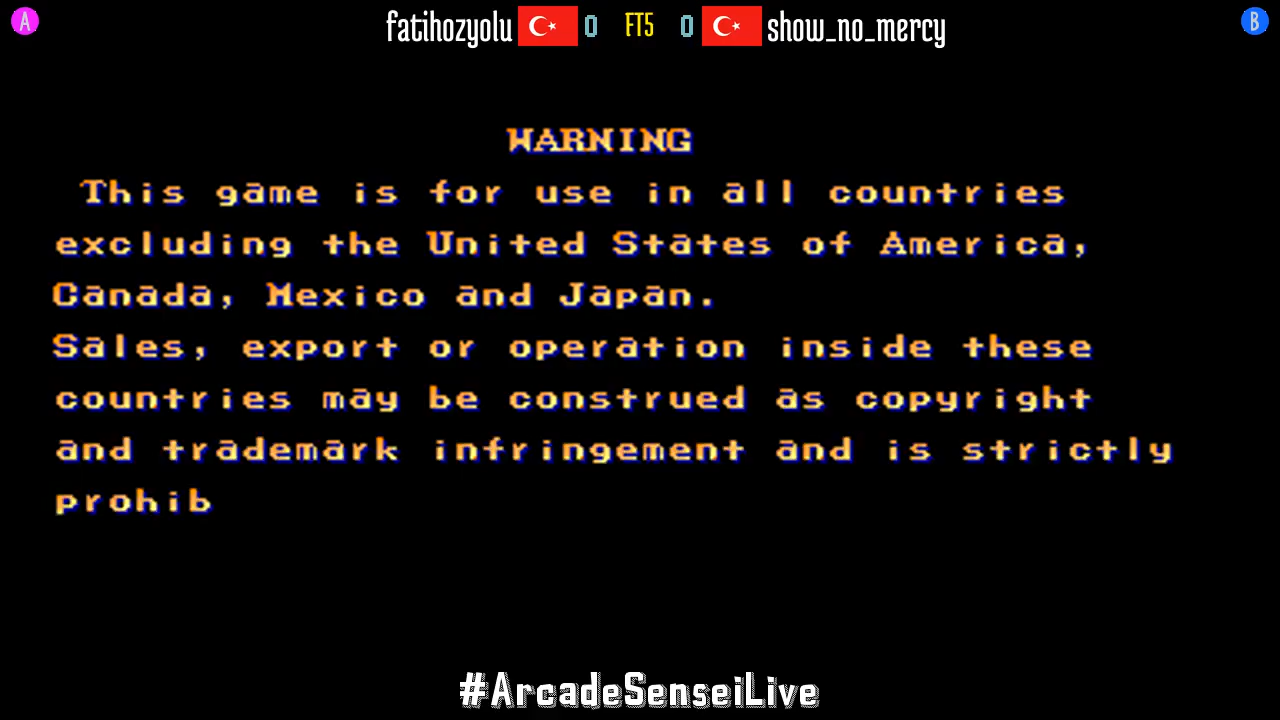 A
fatihozyolu 0 FT5 0 show_no_mercy
B
WARNING
This game is for use in all countries
excluding the United States of America,
Canada, Mexico and Japan.
Sales, export or operation inside these
countries may be construed as copyright
and trademark infringement and is strictly
prohib
#ArcadeSenseiLive